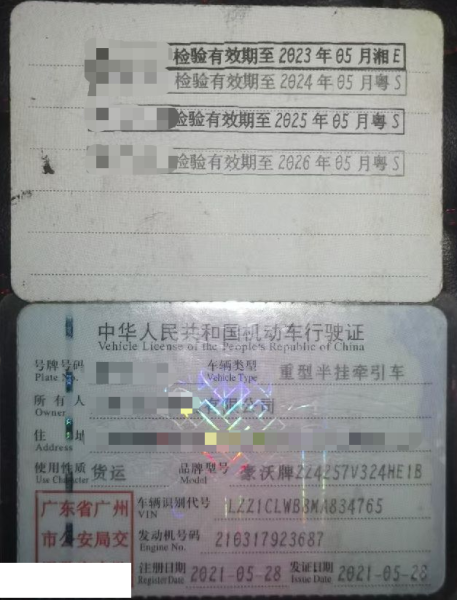 检验有效期至2023年05月湘E
检验有效期至2024年05月粤S
检验有效期至2025年05月粤S
检验有效期至2026年05月粤S
中华人民共和国机动车行驶证
Vehicle License of the People's Republic of China
号牌号码 车辆类型 重型半挂牵引车
Plate No. Vehicle Type
所有人 有限公司
Owner
住 址
Address
使用性质 货运 品牌型号 豪沃牌ZZ4257V324HE1B
Use Character Model
广东省广州 车辆识别代号 LZZ1CLWB3MA834765
VIN
市公安局交 发动机号码 210317923687
Engine No.
注册日期 2021-05-28 发证日期 2021-05-28
Register Date Issue Date